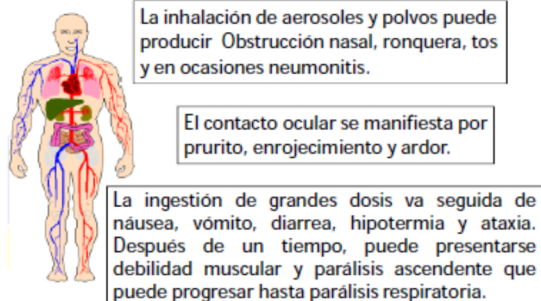 La inhalación de aerosoles y polvos puede
producir Obstrucción nasal, ronquera, tos
y en ocasiones neumonitis.
El contacto ocular se manifiesta por
prurito, enrojecimiento y ardor.
La ingestión de grandes dosis va seguida de
náusea, vómito, diarrea, hipotermia y ataxia.
Después de un tiempo, puede presentarse
debilidad muscular y parálisis ascendente que
puede progresar hasta parálisis respiratoria.